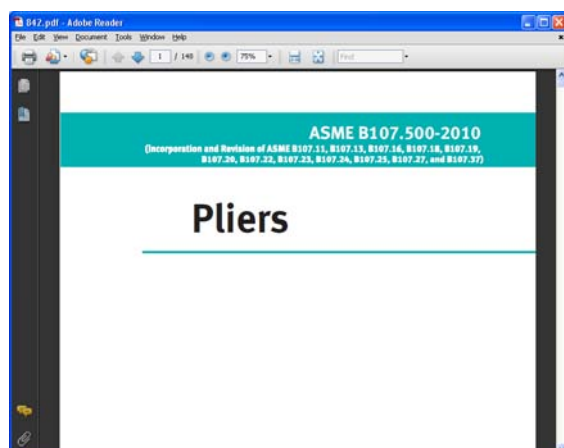 842.pdf - Adobe Reader
File Edit View Document Tools Window Help
1 / 148 75% Find
ASME B107.500-2010
(Incorporation and Revision of ASME B107.11, B107.13, B107.16, B107.18, B107.19,
B107.20, B107.22, B107.23, B107.24, B107.25, B107.27, and B107.37)
Pliers